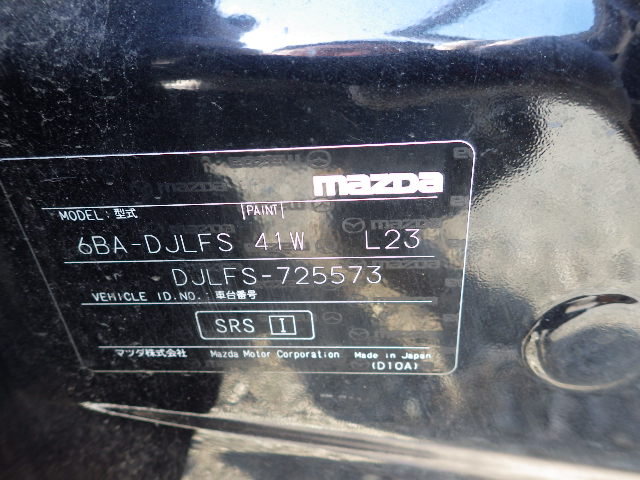 mazda
MODEL:型式 PAINT
6BA-DJLFS 41W L23
DJLFS-725573
VEHICLE ID.NO.:車台番号
SRS I
マツダ株式会社 Mazda Motor Corporation Made in Japan
(D10A)